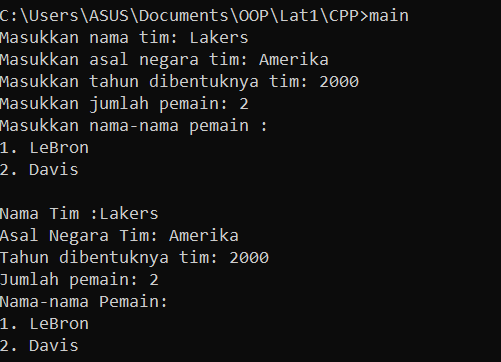 C:\Users\ASUS\Documents\OOP\Lat1\CPP>main
Masukkan nama tim: Lakers
Masukkan asal negara tim: Amerika
Masukkan tahun dibentuknya tim: 2000
Masukkan jumlah pemain: 2
Masukkan nama-nama pemain :
1. LeBron
2. Davis

Nama Tim :Lakers
Asal Negara Tim: Amerika
Tahun dibentuknya tim: 2000
Jumlah pemain: 2
Nama-nama Pemain:
1. LeBron
2. Davis